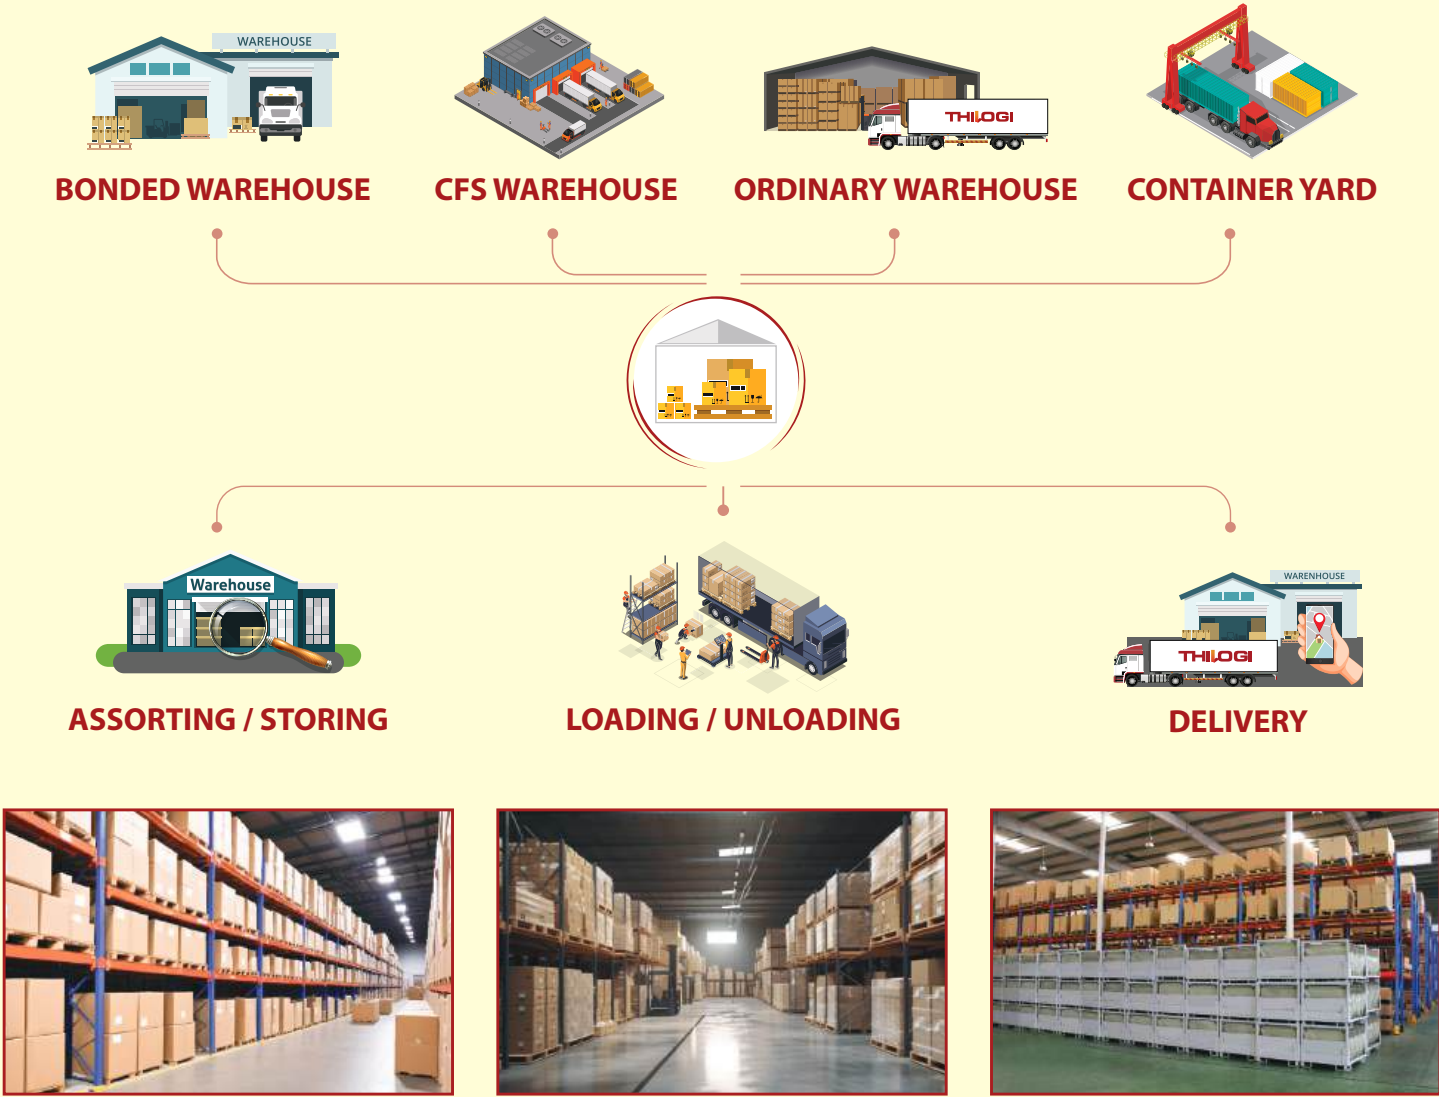 WAREHOUSE
THILOGI
BONDED WAREHOUSE
CFS WAREHOUSE
ORDINARY WAREHOUSE
CONTAINER YARD
Warehouse
WARENHOUSE
THILOGI
ASSORTING / STORING
LOADING / UNLOADING
DELIVERY